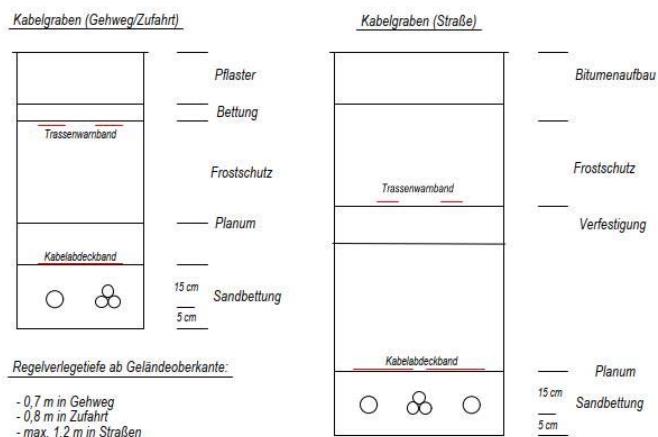 Kabelgraben (Gehweg/Zufahrt)
Pflaster
Bettung
Trassenwarnband
Frostschutz
Planum
Kabelabdeckband
15 cm
Sandbettung
5 cm
Regelverlegetiefe ab Geländeoberkante:
- 0,7 m in Gehweg
- 0,8 m in Zufahrt
- max. 1,2 m in Straßen
Kabelgraben (Straße)
Bitumenaufbau
Frostschutz
Trassenwarnband
Verfestigung
Kabelabdeckband
Planum
15 cm
Sandbettung
5 cm